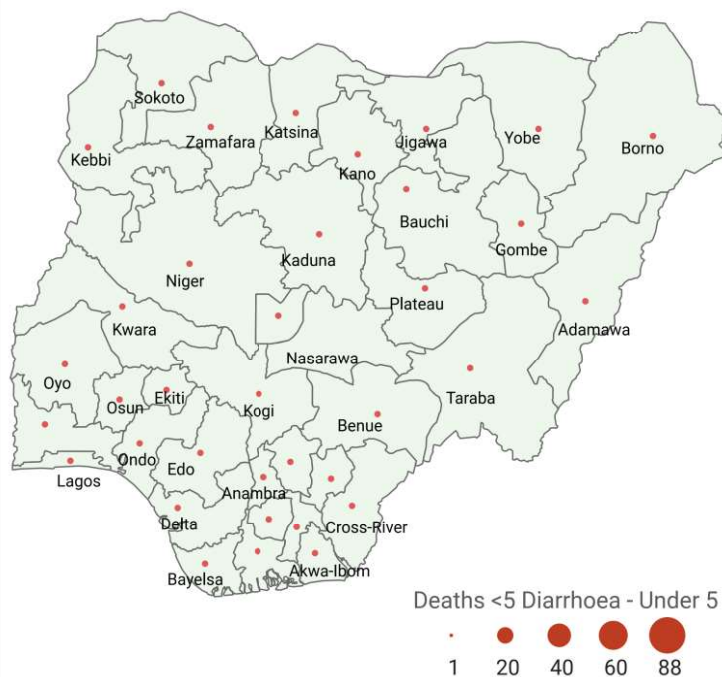 Sokoto
Zamafara
Katsina
Jigawa
Yobe
Borno
Kebbi
Kano
Bauchi
Gombe
Kaduna
Niger
Plateau
Adamawa
Kwara
Nasarawa
Oyo
Taraba
Osun
Ekiti
Kogi
Benue
Ondo
Edo
Lagos
Anambra
Delta
Cross-River
Bayelsa
Akwa-Ibom
Deaths <5 Diarrhoea - Under 5
1 20 40 60 88